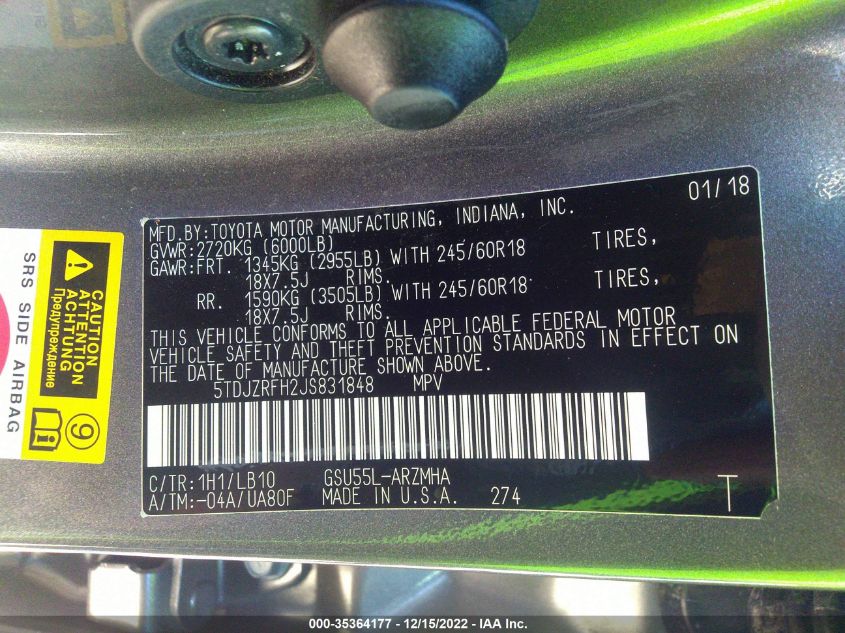 01/18
MFD.BY:TOYOTA MOTOR MANUFACTURING, INDIANA, INC.
GVWR:2720KG (6000LB)
GAWR:FRT. 1345KG (2955LB) WITH 245/60R18 TIRES,
18X7.5J RIMS.
RR. 1590KG (3505LB) WITH 245/60R18 TIRES,
18X7.5J RIMS.
THIS VEHICLE CONFORMS TO ALL APPLICABLE FEDERAL MOTOR
VEHICLE SAFETY AND THEFT PREVENTION STANDARDS IN EFFECT ON
THE DATE OF MANUFACTURE SHOWN ABOVE.
5TDJZRFH2JS831848 MPV
C/TR:1H1/LB10 GSU55L-ARZMHA
A/TM:-04A/UA80F MADE IN U.S.A. 274 T
CAUTION
ATTENTION
ACHTUNG
Предупреждение
9
SRS SIDE AIRBAG
000-35364177 - 12/15/2022 - IAA Inc.